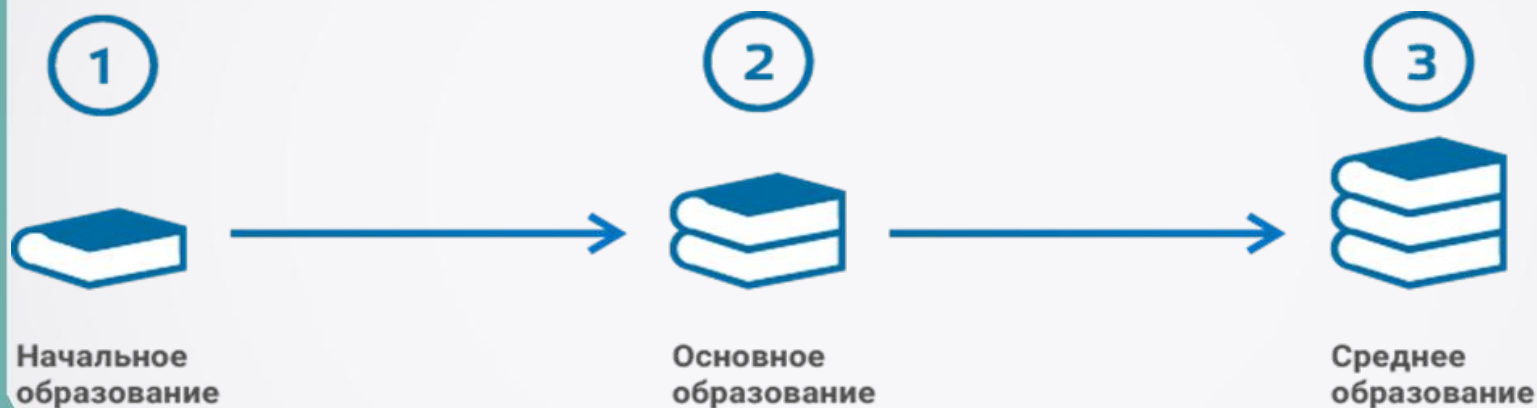 1
2
3
Начальное
образование
Основное
образование
Среднее
образование